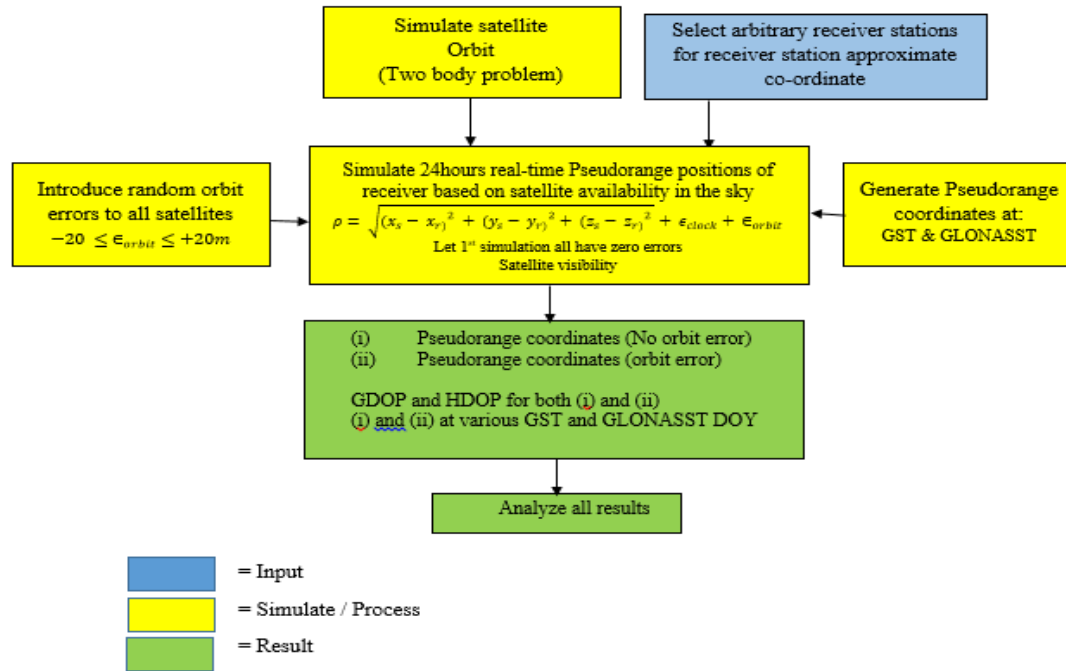 Simulate satellite
Orbit
(Two body problem)
Select arbitrary receiver stations
for receiver station approximate
co-ordinate
Introduce random orbit
errors to all satellites
−20 ≤ ∈orbit ≤ +20m
Simulate 24hours real-time Pseudorange positions of
receiver based on satellite availability in the sky
ρ = √(xs − xr)² + (ys − yr)² + (zs − zr)² + ϵclock + ∈orbit
Let 1st simulation all have zero errors
Satellite visibility
Generate Pseudorange
coordinates at:
GST & GLONASST
(i) Pseudorange coordinates (No orbit error)
(ii) Pseudorange coordinates (orbit error)
GDOP and HDOP for both (i) and (ii)
(i) and (ii) at various GST and GLONASST DOY
Analyze all results
= Input
= Simulate / Process
= Result